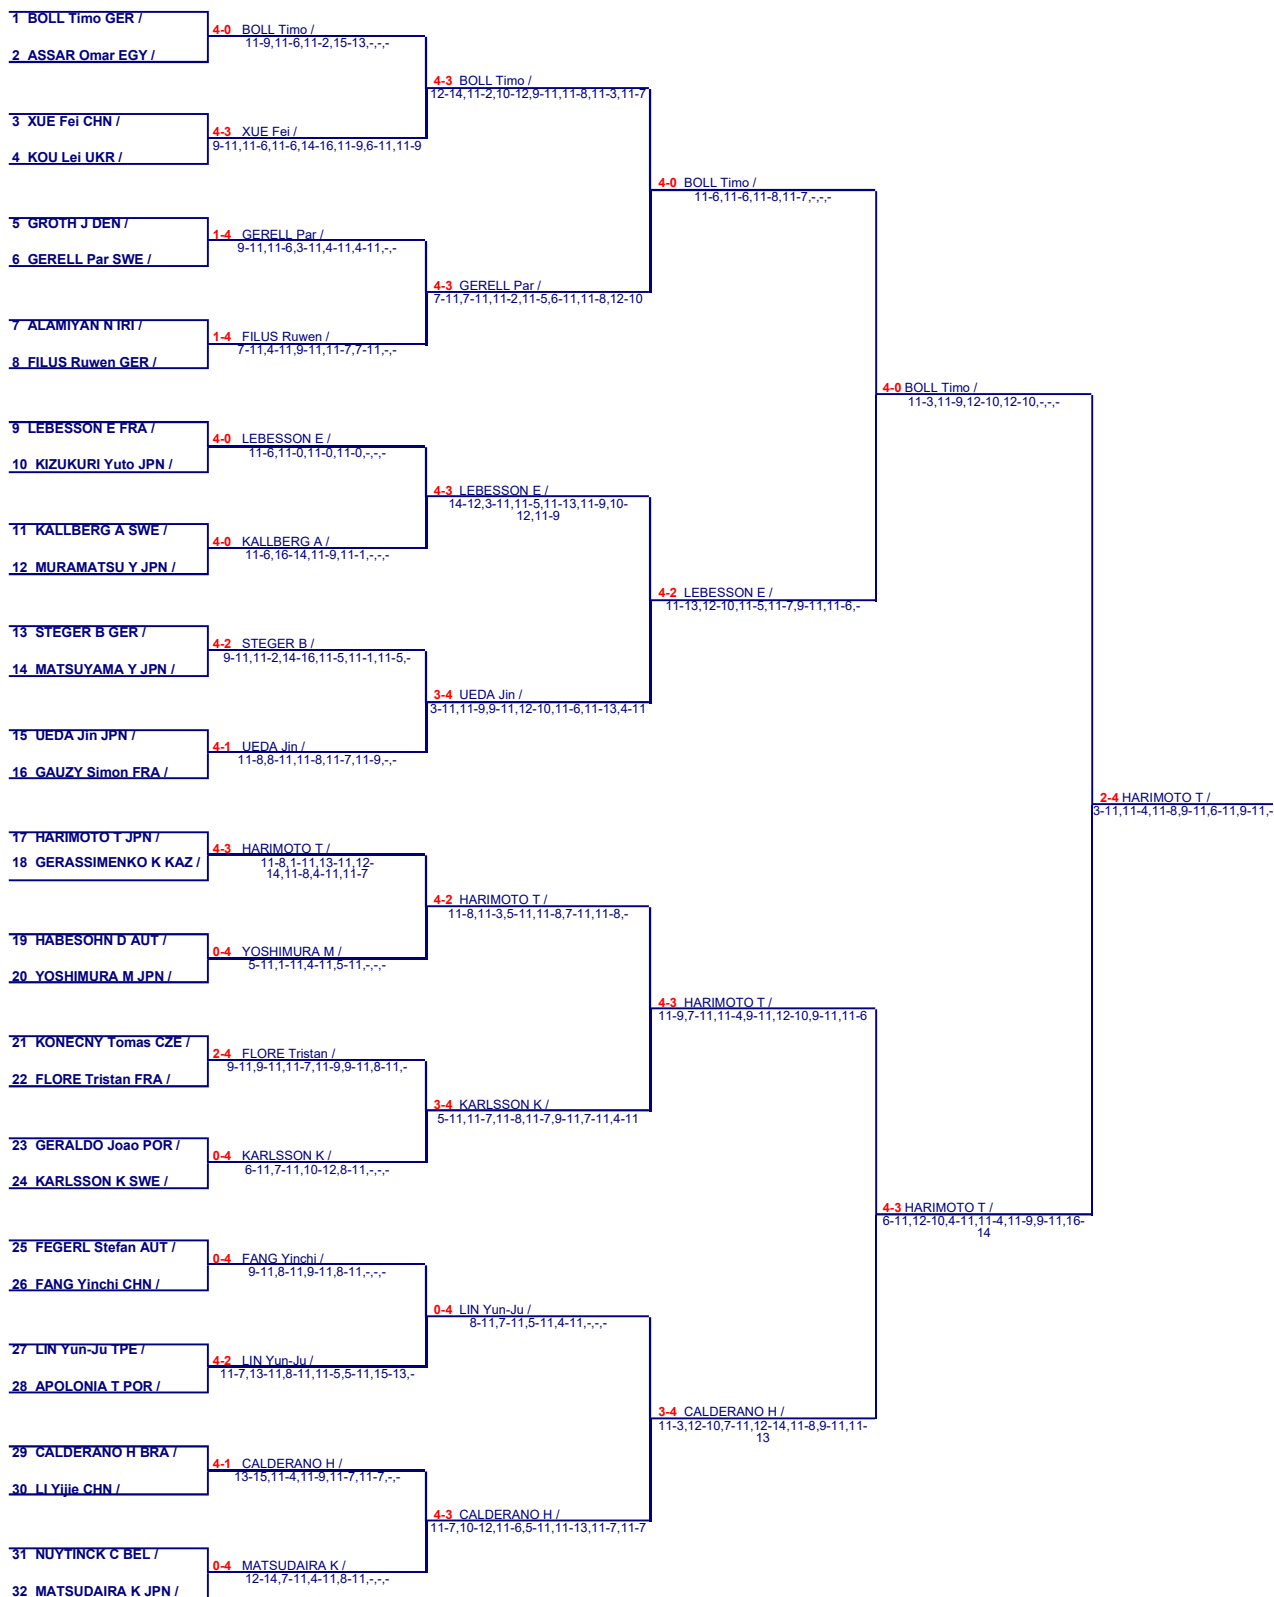 1 BOLL Timo GER /
2 ASSAR Omar EGY /
3 XUE Fei CHN /
4 KOU Lei UKR /
5 GROTH J DEN /
6 GERELL Par SWE /
7 ALAMIYAN N IRI /
8 FILUS Ruwen GER /
9 LEBESSON E FRA /
10 KIZUKURI Yuto JPN /
11 KALLBERG A SWE /
12 MURAMATSU Y JPN /
13 STEGER B GER /
14 MATSUYAMA Y JPN /
15 UEDA Jin JPN /
16 GAUZY Simon FRA /
17 HARIMOTO T JPN /
18 GERASSIMENKO K KAZ /
19 HABESOHN D AUT /
20 YOSHIMURA M JPN /
21 KONECNY Tomas CZE /
22 FLORE Tristan FRA /
23 GERALDO Joao POR /
24 KARLSSON K SWE /
25 FEGERL Stefan AUT /
26 FANG Yinchi CHN /
27 LIN Yun-Ju TPE /
28 APOLONIA T POR /
29 CALDERANO H BRA /
30 LI Yijie CHN /
31 NUYTINCK C BEL /
32 MATSUDAIRA K JPN /
4-0 BOLL Timo /
11-9,11-6,11-2,15-13,-,-,-
4-3 XUE Fei /
9-11,11-6,11-6,14-16,11-9,6-11,11-9
1-4 GERELL Par /
9-11,11-6,3-11,4-11,4-11,-,-
1-4 FILUS Ruwen /
7-11,4-11,9-11,11-7,7-11,-,-
4-0 LEBESSON E /
11-6,11-0,11-0,11-0,-,-,-
4-0 KALLBERG A /
11-6,16-14,11-9,11-1,-,-,-
4-2 STEGER B /
9-11,11-2,14-16,11-5,11-1,11-5,-
4-1 UEDA Jin /
11-8,8-11,11-8,11-7,11-9,-,-
4-3 HARIMOTO T /
11-8,1-11,13-11,12-
14,11-8,4-11,11-7
0-4 YOSHIMURA M /
5-11,1-11,4-11,5-11,-,-,-
2-4 FLORE Tristan /
9-11,9-11,11-7,11-9,9-11,8-11,-
0-4 KARLSSON K /
6-11,7-11,10-12,8-11,-,-,-
0-4 FANG Yinchi /
9-11,8-11,9-11,8-11,-,-,-
4-2 LIN Yun-Ju /
11-7,13-11,8-11,11-5,5-11,15-13,-
4-1 CALDERANO H /
13-15,11-4,11-9,11-7,11-7,-,-
0-4 MATSUDAIRA K /
12-14,7-11,4-11,8-11,-,-,-
4-3 BOLL Timo /
12-14,11-2,10-12,9-11,11-8,11-3,11-7
4-3 GERELL Par /
7-11,7-11,11-2,11-5,6-11,11-8,12-10
4-3 LEBESSON E /
14-12,3-11,11-5,11-13,11-9,10-
12,11-9
3-4 UEDA Jin /
3-11,11-9,9-11,12-10,11-6,11-13,4-11
4-2 HARIMOTO T /
11-8,11-3,5-11,11-8,7-11,11-8,-
3-4 KARLSSON K /
5-11,11-7,11-8,11-7,9-11,7-11,4-11
0-4 LIN Yun-Ju /
8-11,7-11,5-11,4-11,-,-,-
4-3 CALDERANO H /
11-7,10-12,11-6,5-11,11-13,11-7,11-7
4-0 BOLL Timo /
11-6,11-6,11-8,11-7,-,-,-
4-2 LEBESSON E /
11-13,12-10,11-5,11-7,9-11,11-6,-
4-3 HARIMOTO T /
11-9,7-11,11-4,9-11,12-10,9-11,11-6
3-4 CALDERANO H /
11-3,12-10,7-11,12-14,11-8,9-11,11-
13
4-0 BOLL Timo /
11-3,11-9,12-10,12-10,-,-,-
4-3 HARIMOTO T /
6-11,12-10,4-11,11-4,11-9,9-11,16-
14
2-4 HARIMOTO T /
3-11,11-4,11-8,9-11,6-11,9-11,-